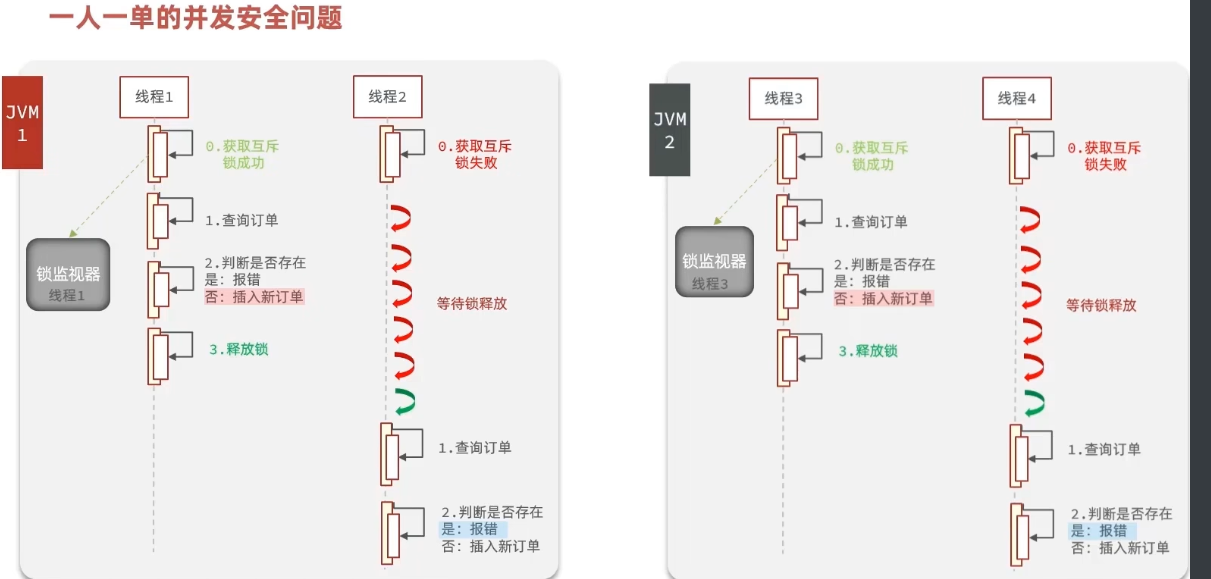 一人一单的并发安全问题
JVM
1
线程1
0.获取互斥
锁成功
锁监视器
线程1
1.查询订单
2.判断是否存在
是：报错
否：插入新订单
3.释放锁
线程2
0.获取互斥
锁失败
等待锁释放
1.查询订单
2.判断是否存在
是：报错
否：插入新订单
JVM
2
线程3
0.获取互斥
锁成功
锁监视器
线程3
1.查询订单
2.判断是否存在
是：报错
否：插入新订单
3.释放锁
线程4
0.获取互斥
锁失败
等待锁释放
1.查询订单
2.判断是否存在
是：报错
否：插入新订单